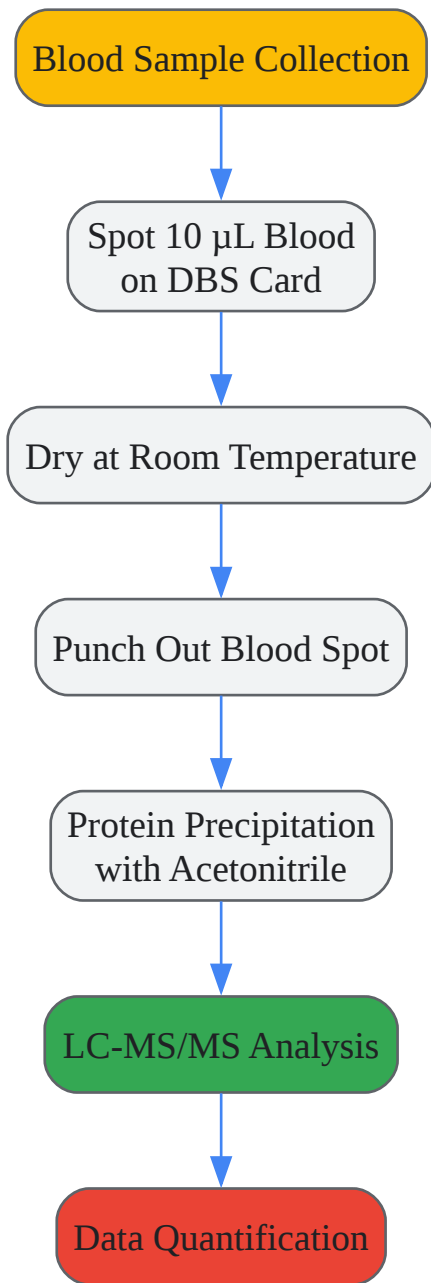 Blood Sample Collection
Spot 10 µL Blood
on DBS Card
Dry at Room Temperature
Punch Out Blood Spot
Protein Precipitation
with Acetonitrile
LC-MS/MS Analysis
Data Quantification